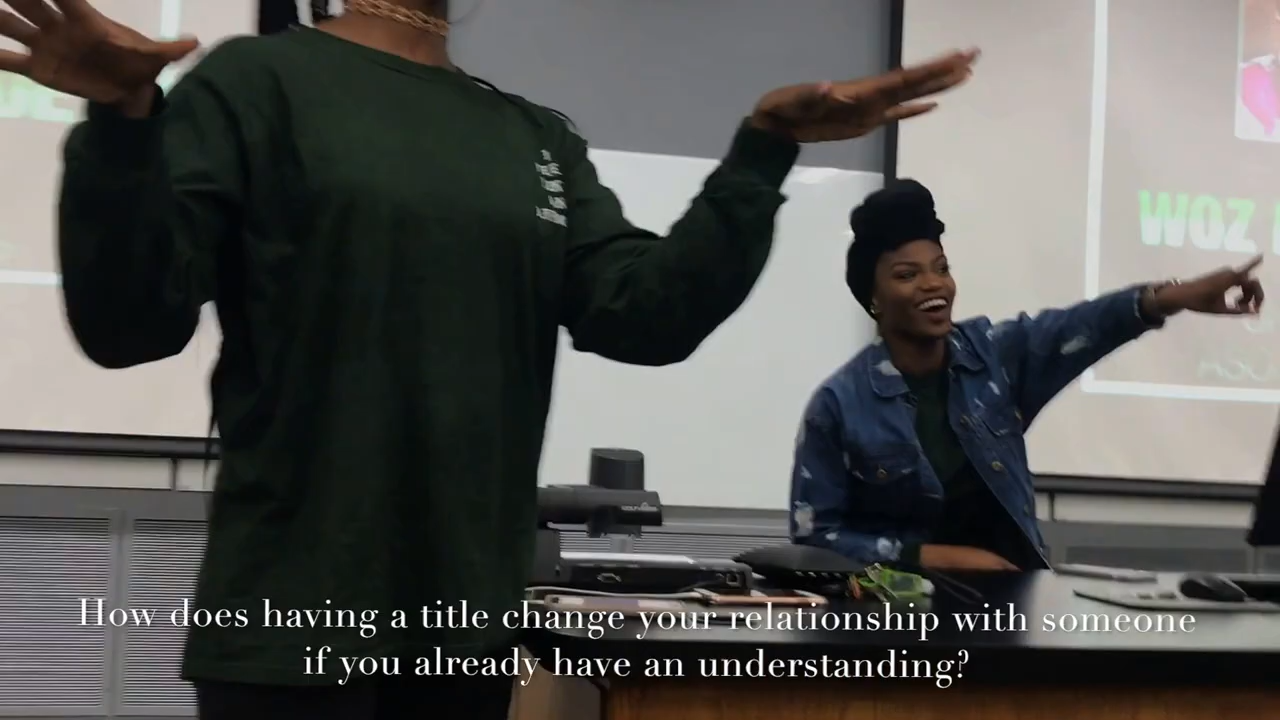 WOZ
How does having a title change your relationship with someone
if you already have an understanding?